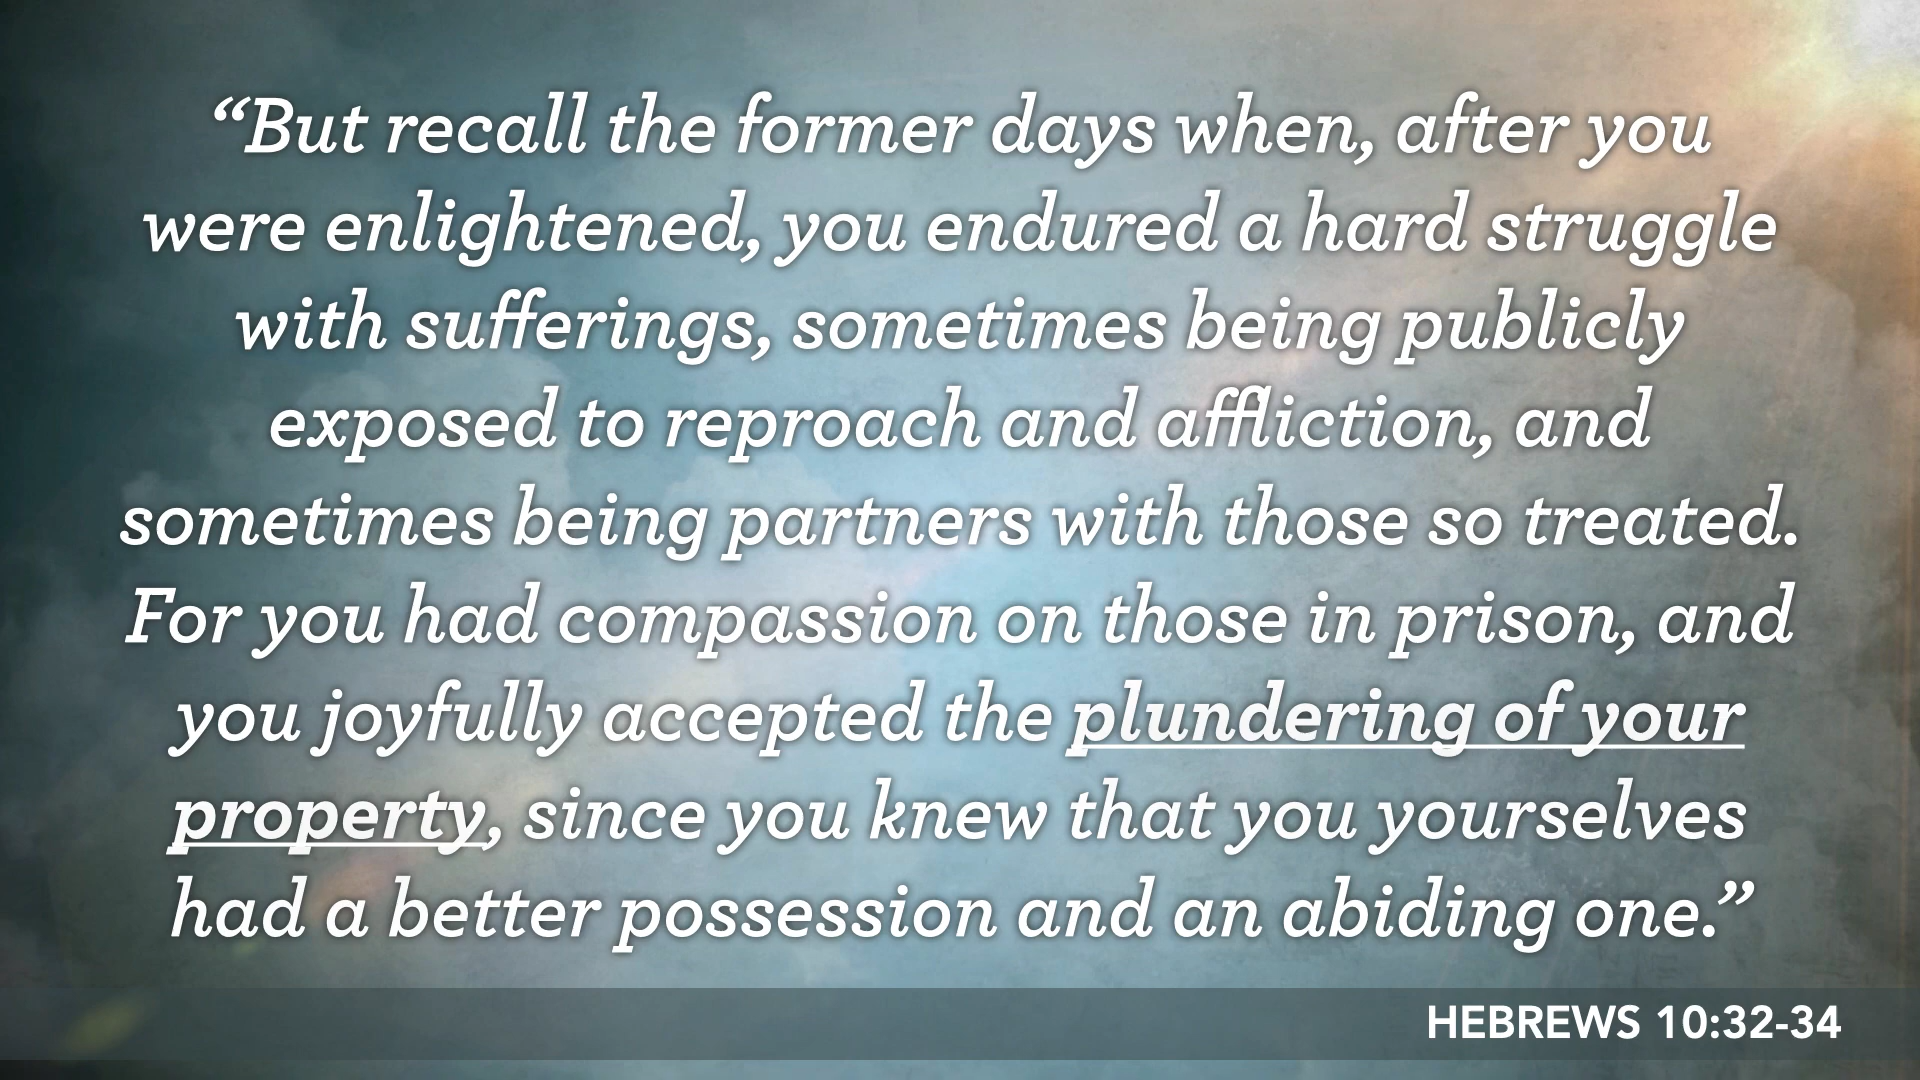 “But recall the former days when, after you
were enlightened, you endured a hard struggle
with sufferings, sometimes being publicly
exposed to reproach and affliction, and
sometimes being partners with those so treated.
For you had compassion on those in prison, and
you joyfully accepted the plundering of your
property, since you knew that you yourselves
had a better possession and an abiding one.”
HEBREWS 10:32-34